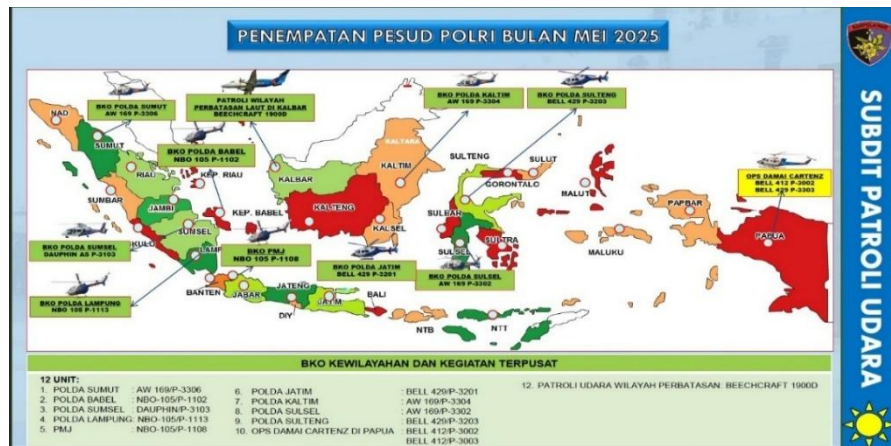 PENEMPATAN PESUD POLRI BULAN MEI 2025
SUBDIT PATROLI UDARA
BKO POLDA SUMUT
AW 169 P-3306
PATROLI WILAYAH
PERBATASAN LAUT DI KALBAR
BEECHCRAFT 1900D
BKO POLDA KALTIM
AW 169 P-3304
BKO POLDA SULTENG
BELL 429 P-3203
BKO POLDA BABEL
NBO 105 P-1102
OPS DAMAI CARTENZ
BELL 412 P-3002
BELL 429 P-3303
NAD
SUMUT
RIAU
KEP. RIAU
SUMBAR
JAMBI
KEP. BABEL
SUMSEL
LAMP
KALBAR
KALTENG
KALTARA
KALTIM
KALSEL
SULTENG
GORONTALO
SULUT
SULBAR
SULSEL
SULTRA
MALUTE
MALUKU
PAPBAR
PAPUA
BKO POLDA SUMSEL
DAUPHIN AS P-3103
BKO PMJ
NBO 105 P-1108
BKO POLDA JATIM
BELL 429 P-3201
BKO POLDA SULSEL
AW 169 P-3302
BKO POLDA LAMPUNG
NBO 105 P-1113
BANTEN
JABAR
JATENG
DIY
JATIM
BALI
NTB
NTT
BKO KEWILAYAHAN DAN KEGIATAN TERPUSAT
12 UNIT:
1. POLDA SUMUT : AW 169/P-3306
2. POLDA BABEL : NBO-105/P-1102
3. POLDA SUMSEL : DAUPHIN/P-3103
4. POLDA LAMPUNG: NBO-105/P-1113
5. PMJ : NBO-105/P-1108
6. POLDA JATIM : BELL 429/P-3201
7. POLDA KALTIM : AW 169/P-3304
8. POLDA SULSEL : AW 169/P-3302
9. POLDA SULTENG : BELL 429/P-3203
10. OPS DAMAI CARTENZ DI PAPUA : BELL 412/P-3002
BELL 412/P-3003
12. PATROLI UDARA WILAYAH PERBATASAN: BEECHCRAFT 1900D